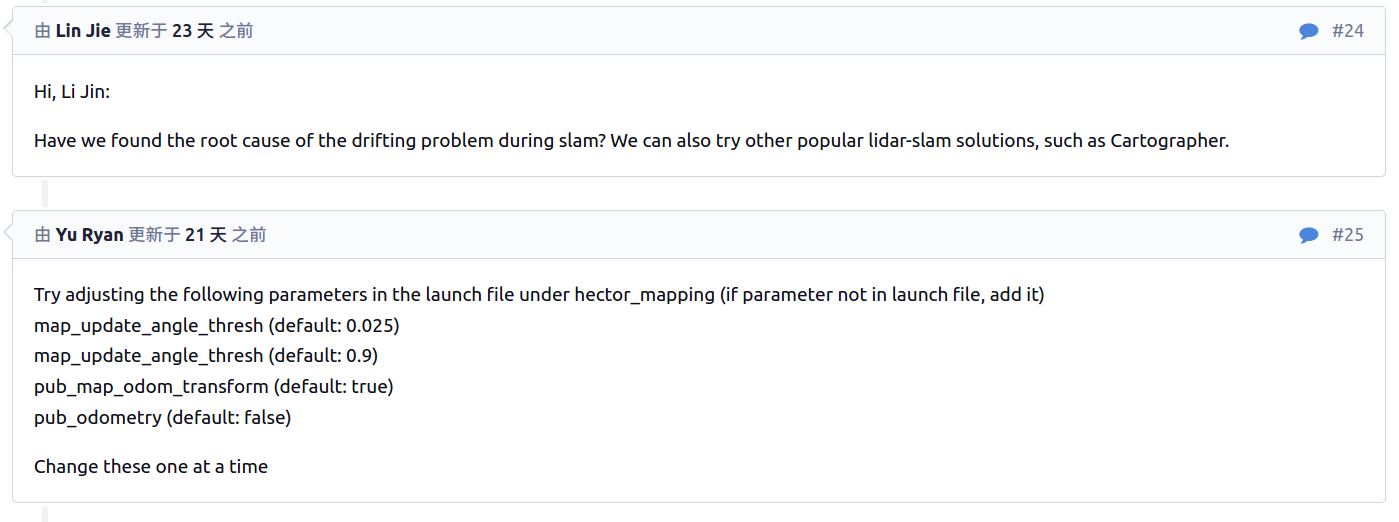 由 Lin Jie 更新于 23 天 之前
#24
Hi, Li Jin:
Have we found the root cause of the drifting problem during slam? We can also try other popular lidar-slam solutions, such as Cartographer.
由 Yu Ryan 更新于 21 天 之前
#25
Try adjusting the following parameters in the launch file under hector_mapping (if parameter not in launch file, add it)
map_update_angle_thresh (default: 0.025)
map_update_angle_thresh (default: 0.9)
pub_map_odom_transform (default: true)
pub_odometry (default: false)
Change these one at a time